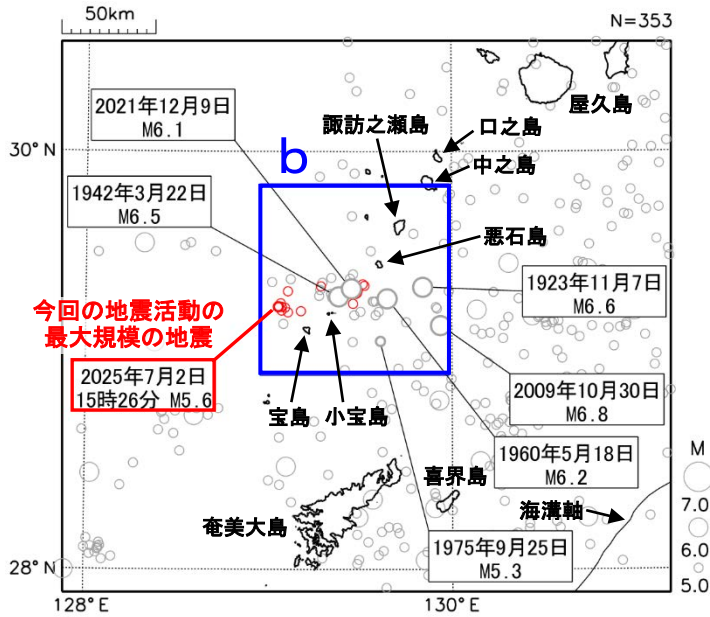 50km
N=353
2021年12月9日
M6.1
屋久島
諏訪之瀬島
口之島
30°N
b
中之島
1942年3月22日
M6.5
悪石島
1923年11月7日
M6.6
今回の地震活動の
最大規模の地震
2025年7月2日
15時26分 M5.6
2009年10月30日
M6.8
宝島
小宝島
1960年5月18日
M6.2
M
喜界島
7.0
海溝軸
奄美大島
1975年9月25日
M5.3
6.0
28°N
5.0
128°E
130°E